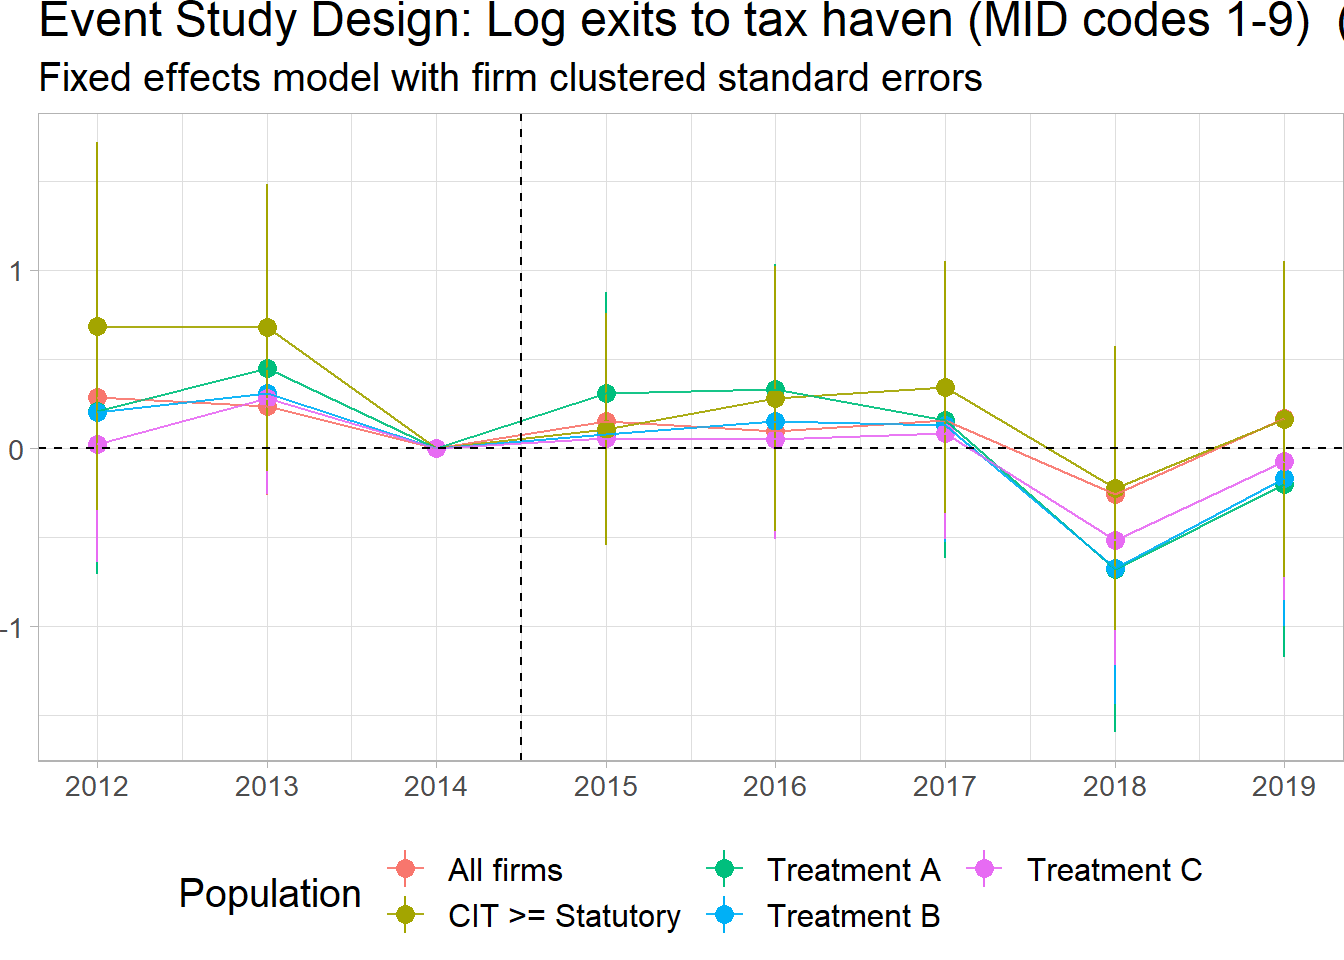 Event Study Design: Log exits to tax haven (MID codes 1-9) (
Fixed effects model with firm clustered standard errors
1
0
-1
2012 2013 2014 2015 2016 2017 2018 2019
Population
All firms Treatment A Treatment C
CIT >= Statutory Treatment B